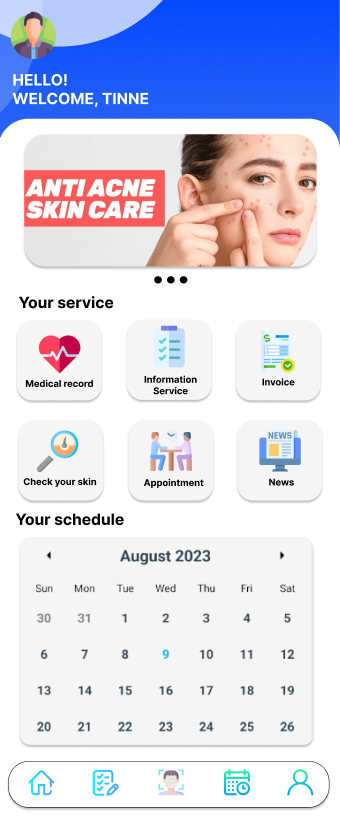 HELLO!
WELCOME, TINNE
ANTI ACNE
SKIN CARE
Your service
Medical record
Information
Service
$
Invoice
Check your skin
Appointment
NEWS
News
Your schedule
August 2023
Sun Mon Tue Wed Thu Fri Sat
30 31 1 2 3 4 5
6 7 8 9 10 11 12
13 14 15 16 17 18 19
20 21 22 23 24 25 26